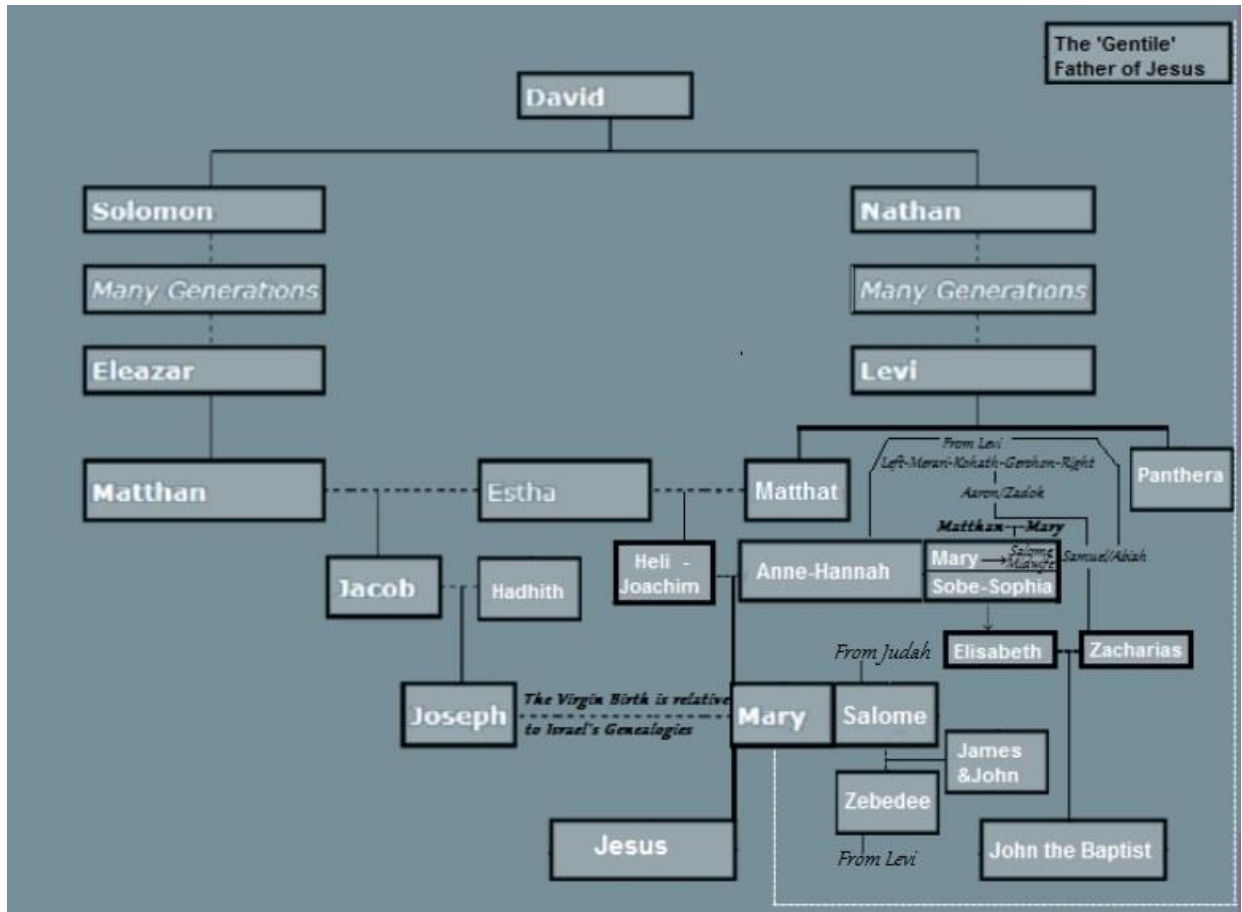 The 'Gentile'
Father of Jesus
David
Solomon
Nathan
Many Generations
Many Generations
Eleazar
Levi
From Levi
Left-Merari-Kohath-Gershon-Right
Matthan
Estha
Matthat
Panthera
Aaron/Zadok
Matthan Mary
Heli -
Joachim
Anne-Hannah
Mary
Salome
Midwife
Samuel/Abiah
Sobe-Sophia
Jacob
Hadhith
From Judah
Elisabeth
Zacharias
Joseph
The Virgin Birth is relative
to Israel's Genealogies
Mary
Salome
James
&John
Zebedee
Jesus
John the Baptist
From Levi